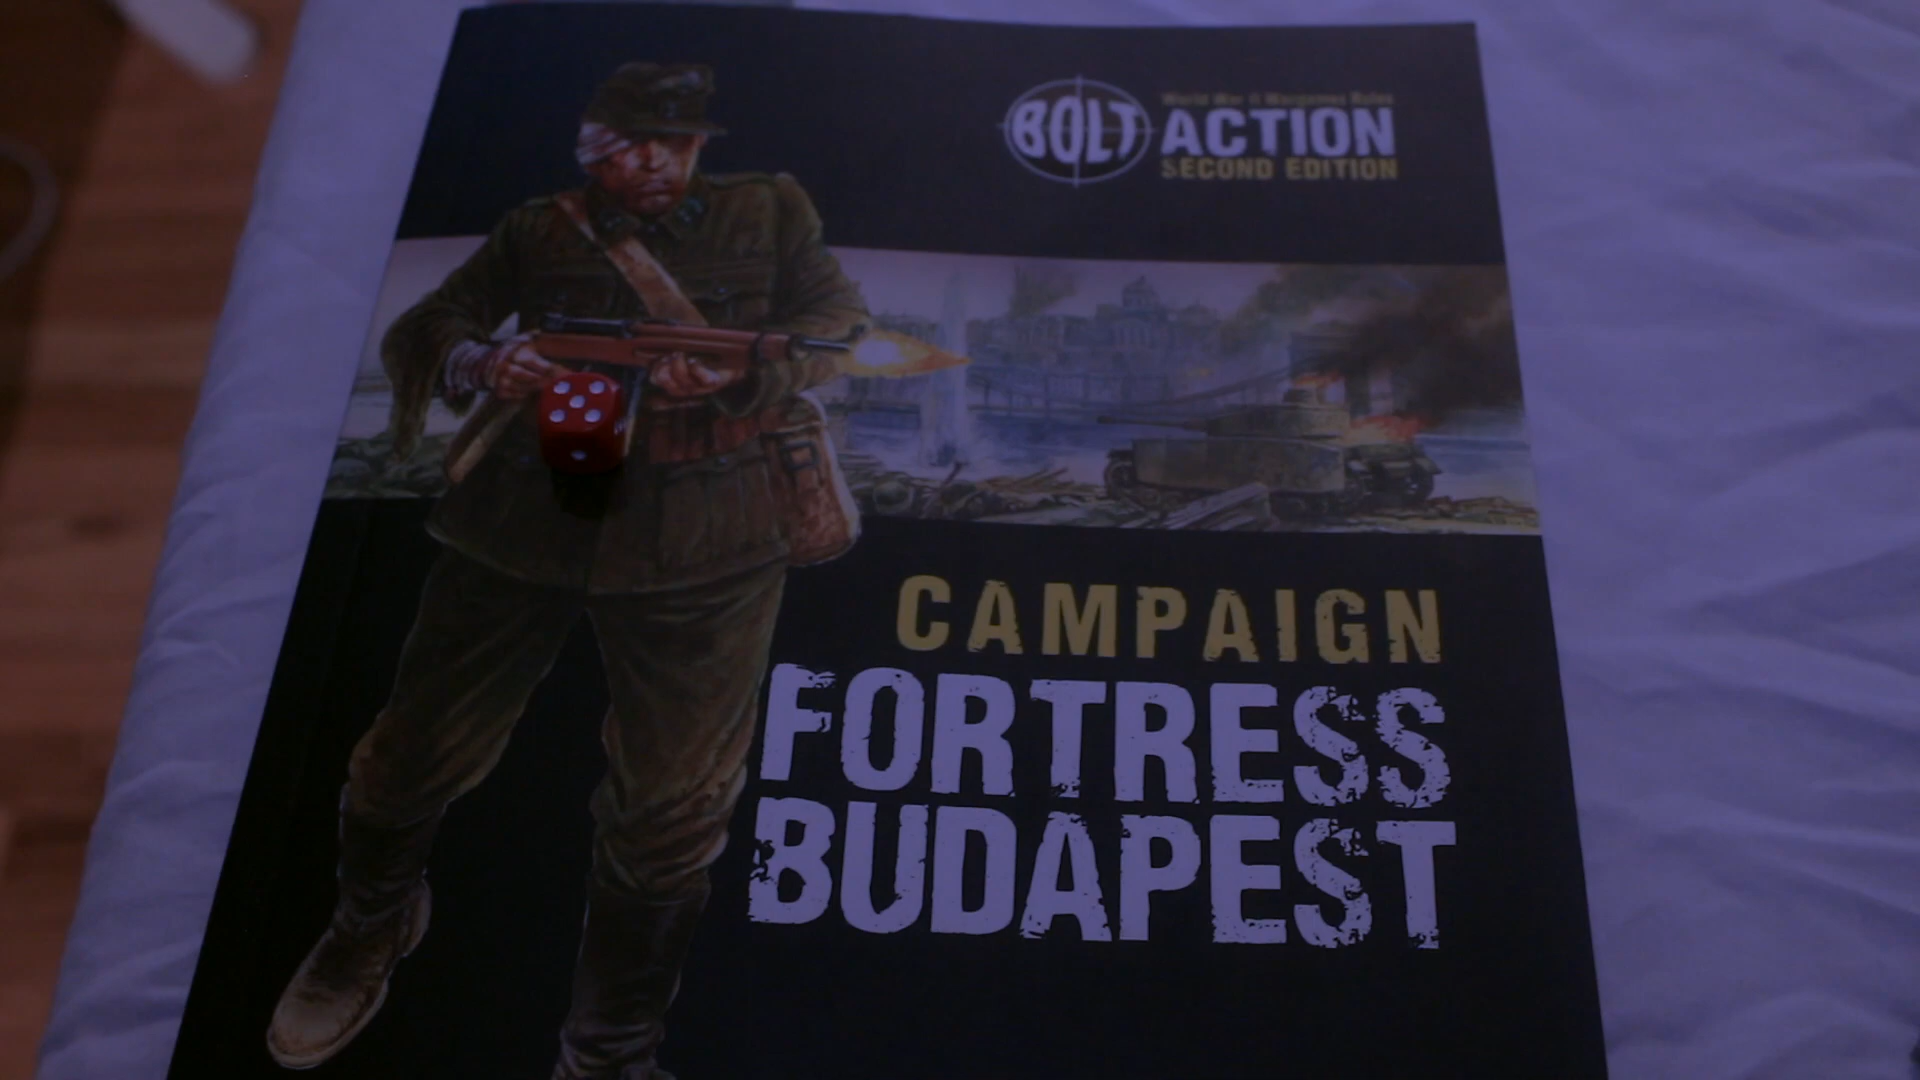 World War II Wargames Rules
BOLT ACTION
SECOND EDITION
CAMPAIGN
FORTRESS
BUDAPEST